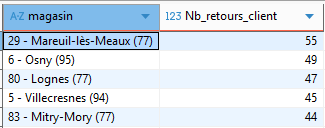 A-Z magasin 123 Nb_retours_client
29 - Mareuil-lès-Meaux (77) 55
6 - Osny (95) 49
80 - Lognes (77) 47
5 - Villecresnes (94) 45
83 - Mitry-Mory (77) 44